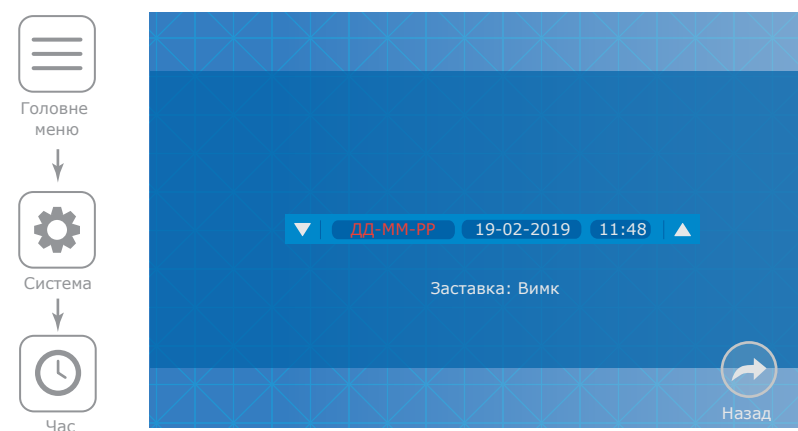 Головне
меню
Система
Час
ДД-ММ-РР 19-02-2019 11:48
Заставка: Вимк
Назад